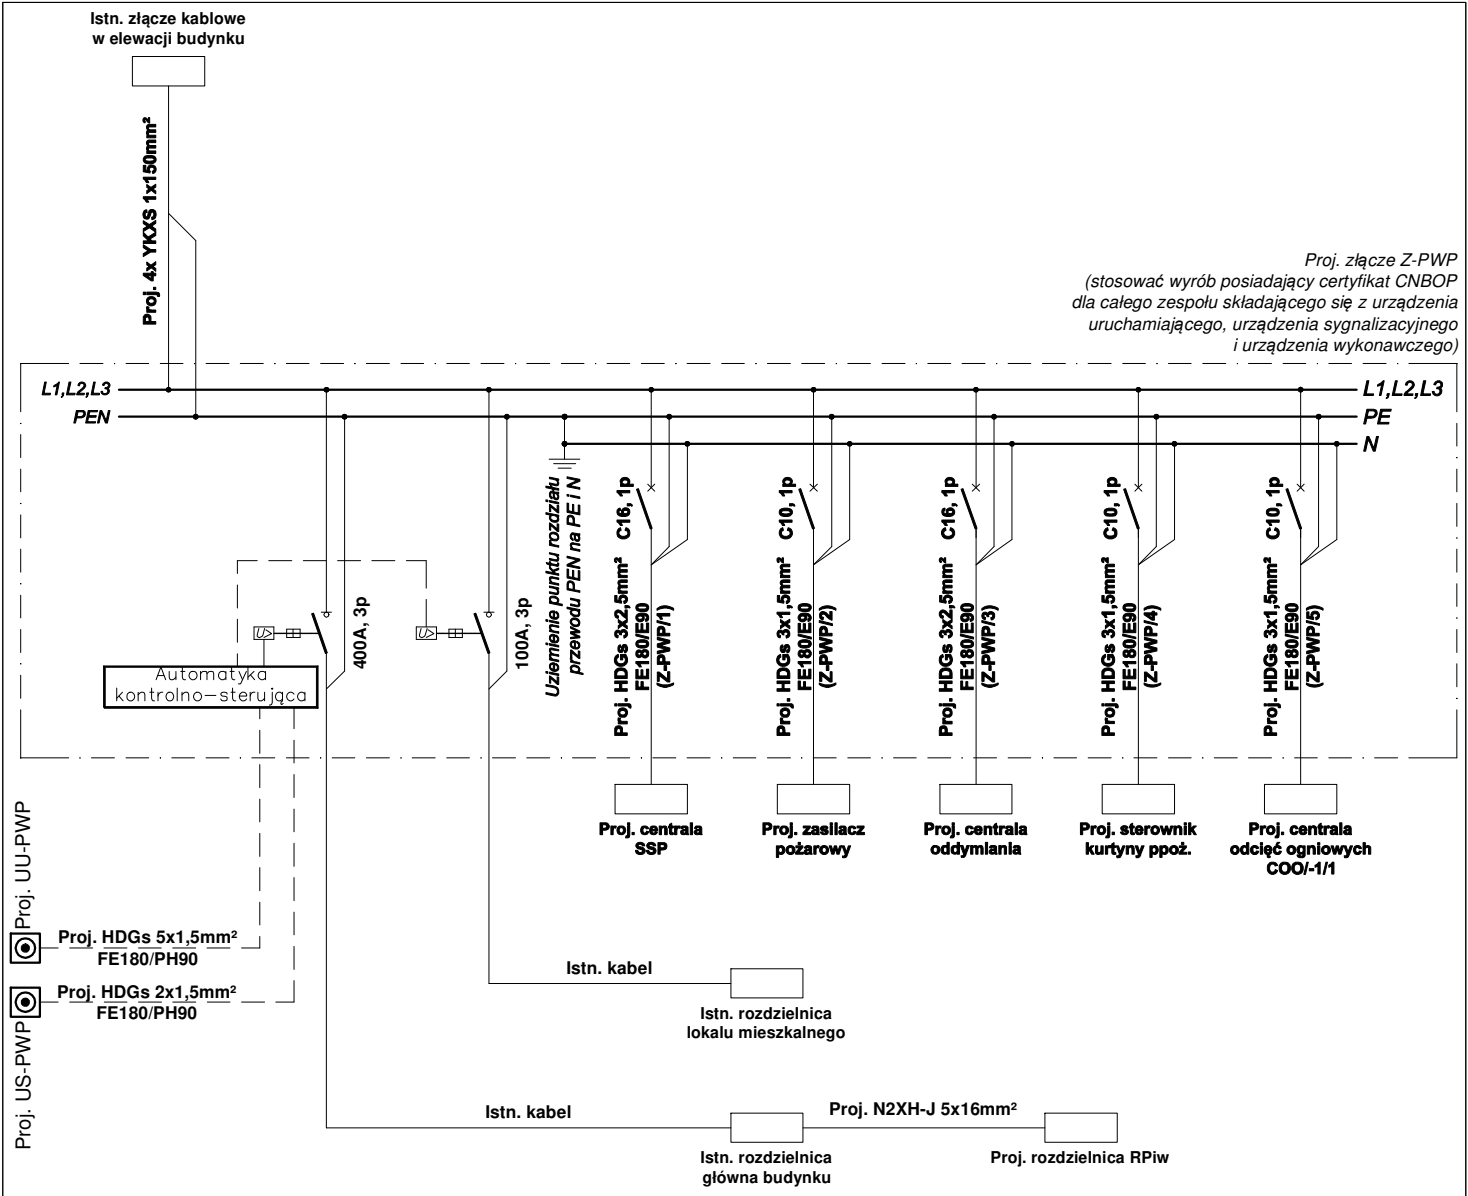 Istn. złącze kablowe
w elewacji budynku
Proj. 4x YKXS 1x150mm²
Proj. złącze Z-PWP
(stosować wyrób posiadający certyfikat CNBOP
dla całego zespołu składającego się z urządzenia
uruchamiającego, urządzenia sygnalizacyjnego
i urządzenia wykonawczego)
L1,L2,L3
L1,L2,L3
PEN
PE
N
U>
400A, 3p
U>
100A, 3p
Uziemienie punktu rozdziału
przewodu PEN na PE i N
C16, 1p
Proj. HDGs 3x2,5mm²
FE180/E90
(Z-PWP/1)
C10, 1p
Proj. HDGs 3x1,5mm²
FE180/E90
(Z-PWP/2)
C16, 1p
Proj. HDGs 3x2,5mm²
FE180/E90
(Z-PWP/3)
C10, 1p
Proj. HDGs 3x1,5mm²
FE180/E90
(Z-PWP/4)
C10, 1p
Proj. HDGs 3x1,5mm²
FE180/E90
(Z-PWP/5)
Automatyka
kontrolno-sterująca
Proj. centrala
SSP
Proj. zasilacz
pożarowy
Proj. centrala
oddymiania
Proj. sterownik
kurtyny ppoż.
Proj. centrala
odcięć ogniowych
COO/-1/1
Proj. UU-PWP
Proj. HDGs 5x1,5mm²
FE180/PH90
Proj. HDGs 2x1,5mm²
FE180/PH90
Proj. US-PWP
Istn. kabel
Istn. rozdzielnica
lokalu mieszkalnego
Istn. kabel
Proj. N2XH-J 5x16mm²
Istn. rozdzielnica
główna budynku
Proj. rozdzielnica RPiw